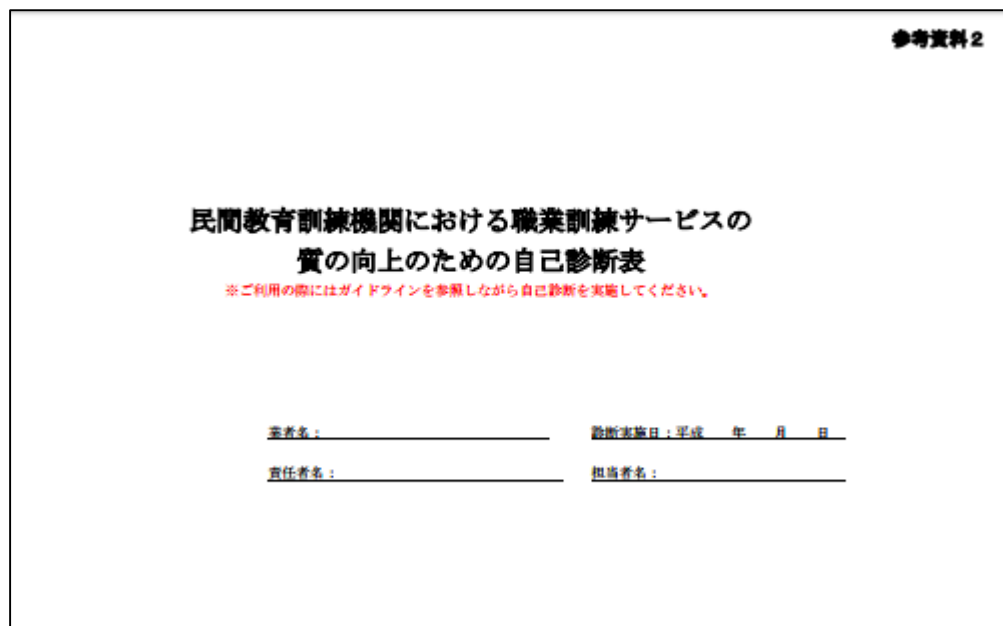 参考資料2
民間教育訓練機関における職業訓練サービスの
質の向上のための自己診断表
※ご利用の際にはガイドラインを参照しながら自己診断を実施してください。
業者名: 診断実施日:平成 年 月 日
責任者名: 担当者名: